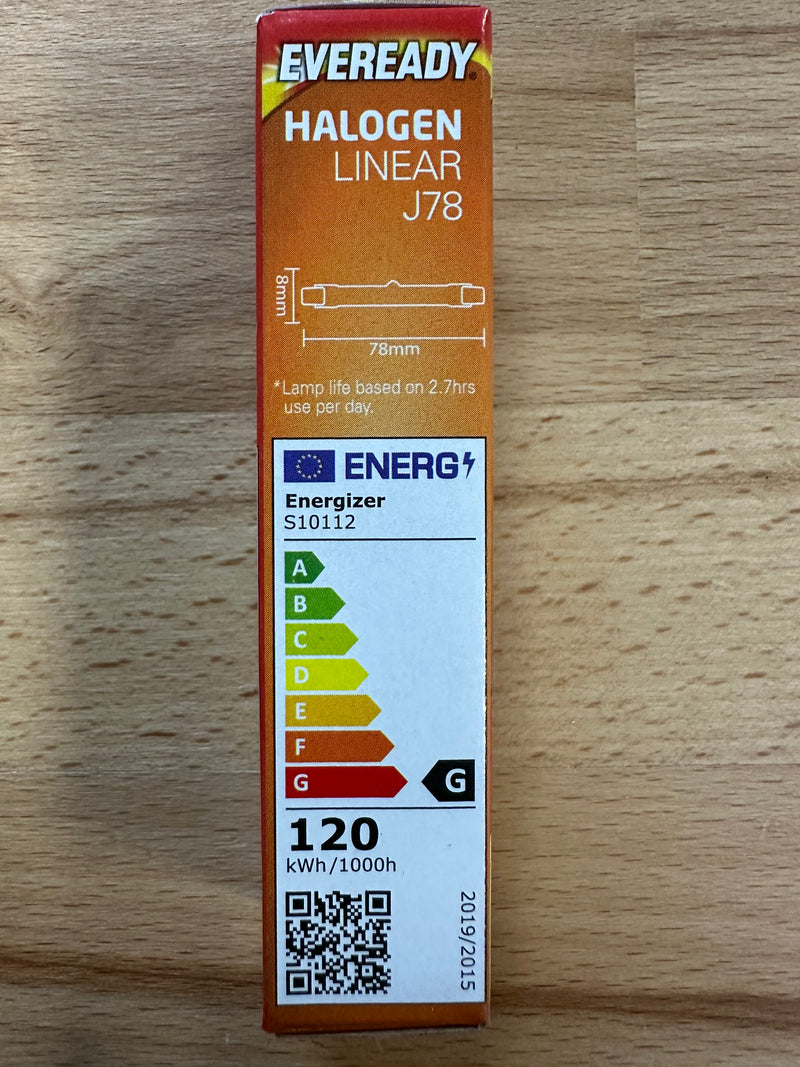 EVEREADY®
HALOGEN
LINEAR
J78
8mm
78mm
*Lamp life based on 2.7hrs
use per day.
ENERG
Energizer
S10112
A
B
C
D
E
F
G
G
120
kWh/1000h
2019/2015